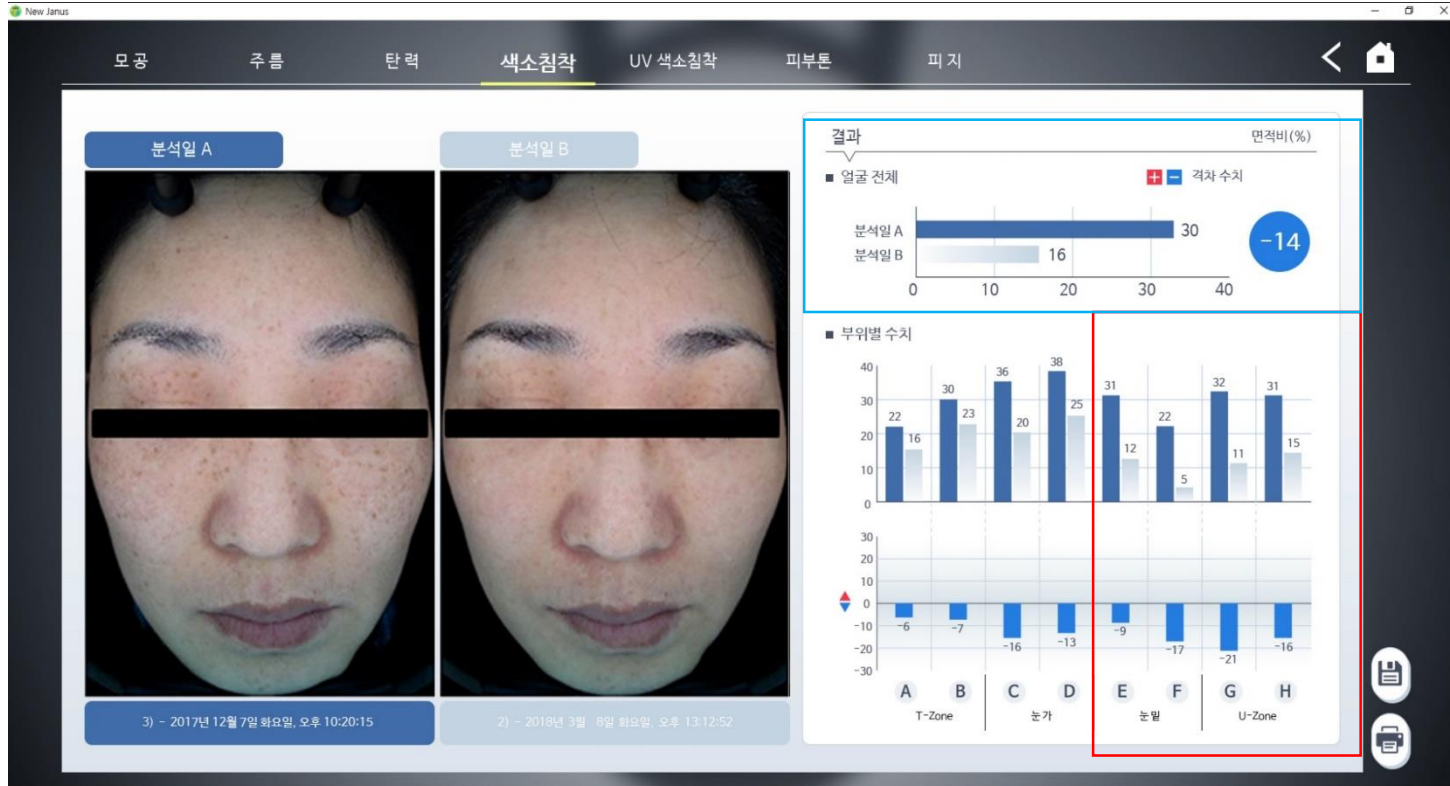 New Janus
모공 주름 탄력 색소침착 UV 색소침착 피부톤 피지
분석일 A
분석일 B
결과
면적비(%)
■ 얼굴 전체
+ - 격차 수치
분석일 A 30
분석일 B 16
-14
0 10 20 30 40
■ 부위별 수치
40
30
20
10
0
22 16 30 23 36 20 38 25 31 12 22 5 32 11 31 15
30
20
10
0
-10
-20
-30
-6 -7 -16 -13 -9 -17 -21 -16
A B C D E F G H
T-Zone 눈가 눈밑 U-Zone
3) - 2017년 12월 7일 화요일, 오후 10:20:15
2) - 2018년 3월 8일 화요일, 오후 13:12:52